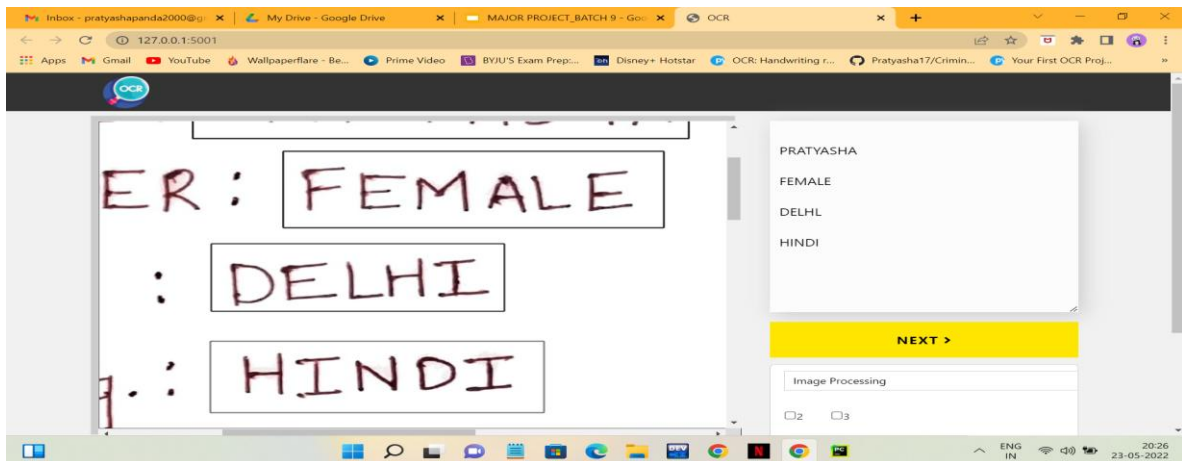 Inbox - pratyashapanda2000@g
My Drive - Google Drive
MAJOR PROJECT_BATCH 9 - Goo
OCR
127.0.0.1:5001
Apps Gmail YouTube Wallpaperflare - Be... Prime Video BYJU'S Exam Prep:... Disney+ Hotstar OCR: Handwriting r... Pratyasha17/Crimin... Your First OCR Proj... »
OCR
ER : FEMALE
: DELHI
. : HINDI
PRATYASHA
FEMALE
DELHL
HINDI
NEXT >
Image Processing
2 3
ENG
IN
20:26
23-05-2022